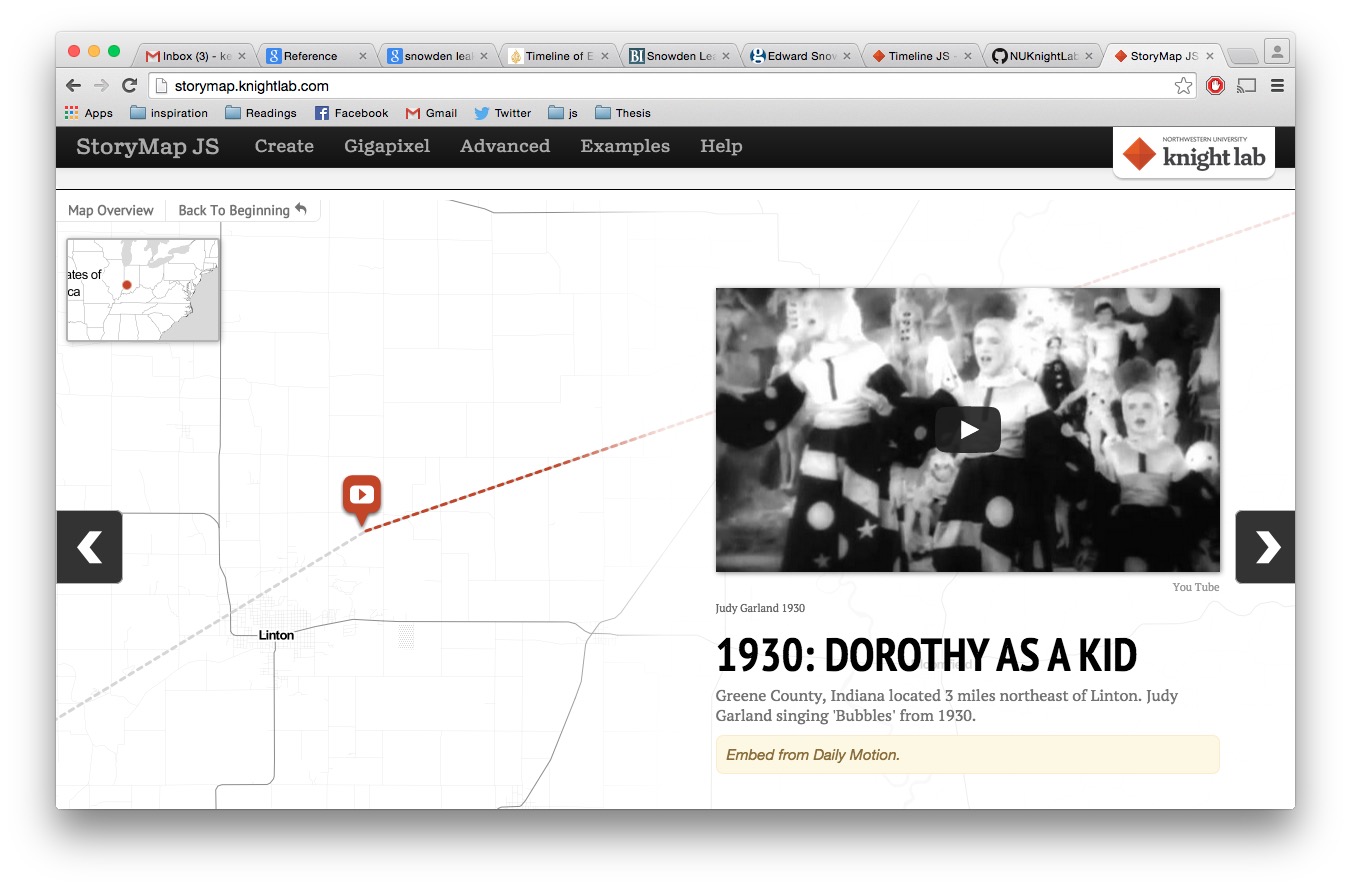 Inbox (3) - ke
Reference
snowden leal
Timeline of E
BI Snowden Le
Edward Snow
Timeline JS -
NUKnightLab
StoryMap JS
storymap.knightlab.com
Apps
inspiration
Readings
Facebook
Gmail
Twitter
js
Thesis
StoryMap JS
Create
Gigapixel
Advanced
Examples
Help
NORTHWESTERN UNIVERSITY
knight lab
Map Overview
Back To Beginning
ates of
ca
Linton
You Tube
Judy Garland 1930
1930: DOROTHY AS A KID
Greene County, Indiana located 3 miles northeast of Linton. Judy
Garland singing 'Bubbles' from 1930.
Embed from Daily Motion.